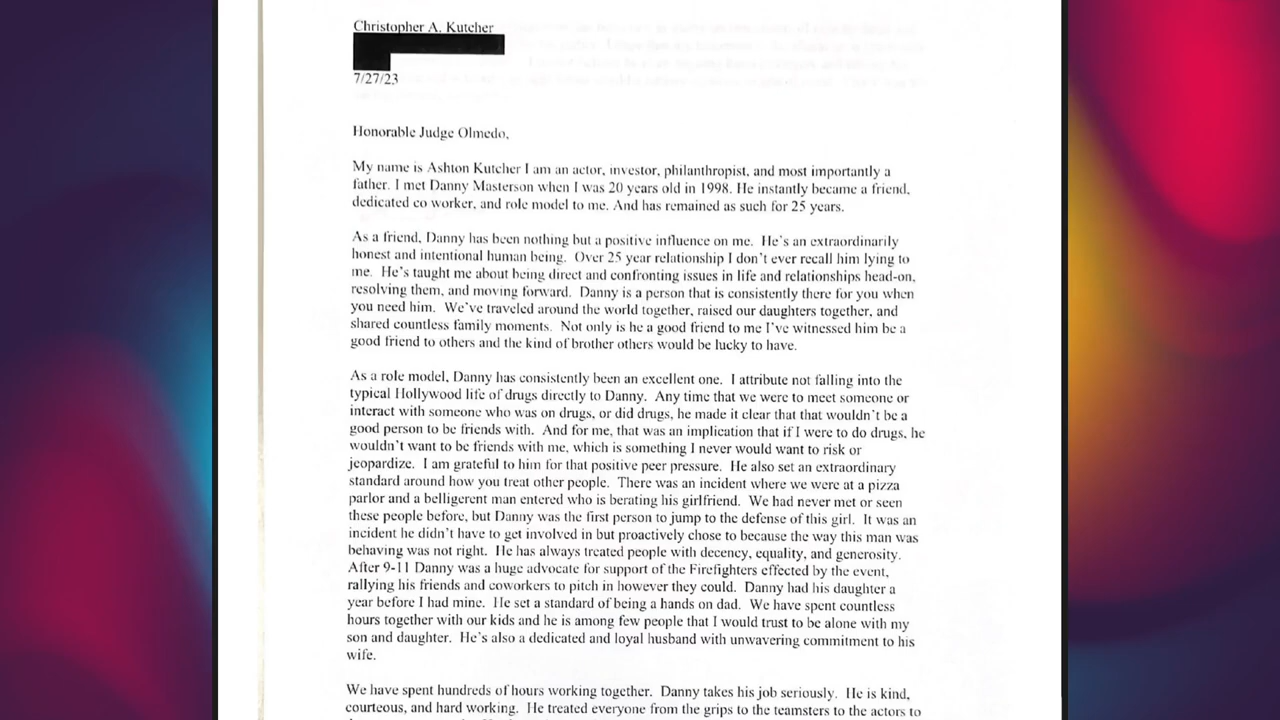 Christopher A. Kutcher
7/27/23
Honorable Judge Olmedo,
My name is Ashton Kutcher I am an actor, investor, philanthropist, and most importantly a
father. I met Danny Masterson when I was 20 years old in 1998. He instantly became a friend,
dedicated co worker, and role model to me. And has remained as such for 25 years.
As a friend, Danny has been nothing but a positive influence on me. He's an extraordinarily
honest and intentional human being. Over 25 year relationship I don't ever recall him lying to
me. He's taught me about being direct and confronting issues in life and relationships head-on,
resolving them, and moving forward. Danny is a person that is consistently there for you when
you need him. We've traveled around the world together, raised our daughters together, and
shared countless family moments. Not only is he a good friend to me I've witnessed him be a
good friend to others and the kind of brother others would be lucky to have.
As a role model, Danny has consistently been an excellent one. I attribute not falling into the
typical Hollywood life of drugs directly to Danny. Any time that we were to meet someone or
interact with someone who was on drugs, or did drugs, he made it clear that that wouldn't be a
good person to be friends with. And for me, that was an implication that if I were to do drugs, he
wouldn't want to be friends with me, which is something I never would want to risk or
jeopardize. I am grateful to him for that positive peer pressure. He also set an extraordinary
standard around how you treat other people. There was an incident where we were at a pizza
parlor and a belligerent man entered who is berating his girlfriend. We had never met or seen
these people before, but Danny was the first person to jump to the defense of this girl. It was an
incident he didn't have to get involved in but proactively chose to because the way this man was
behaving was not right. He has always treated people with decency, equality, and generosity.
After 9-11 Danny was a huge advocate for support of the Firefighters effected by the event,
rallying his friends and coworkers to pitch in however they could. Danny had his daughter a
year before I had mine. He set a standard of being a hands on dad. We have spent countless
hours together with our kids and he is among few people that I would trust to be alone with my
son and daughter. He's also a dedicated and loyal husband with unwavering commitment to his
wife.
We have spent hundreds of hours working together. Danny takes his job seriously. He is kind,
courteous, and hard working. He treated everyone from the grips to the teamsters to the actors to